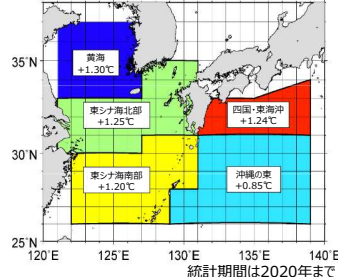 35°N
黄海
+1.30℃
東シナ海北部
+1.25℃
四国・東海沖
+1.24℃
30°N
東シナ海南部
+1.20℃
沖縄の東
+0.85℃
25°N
120°E 125°E 130°E 135°E 140°E
統計期間は2020年まで